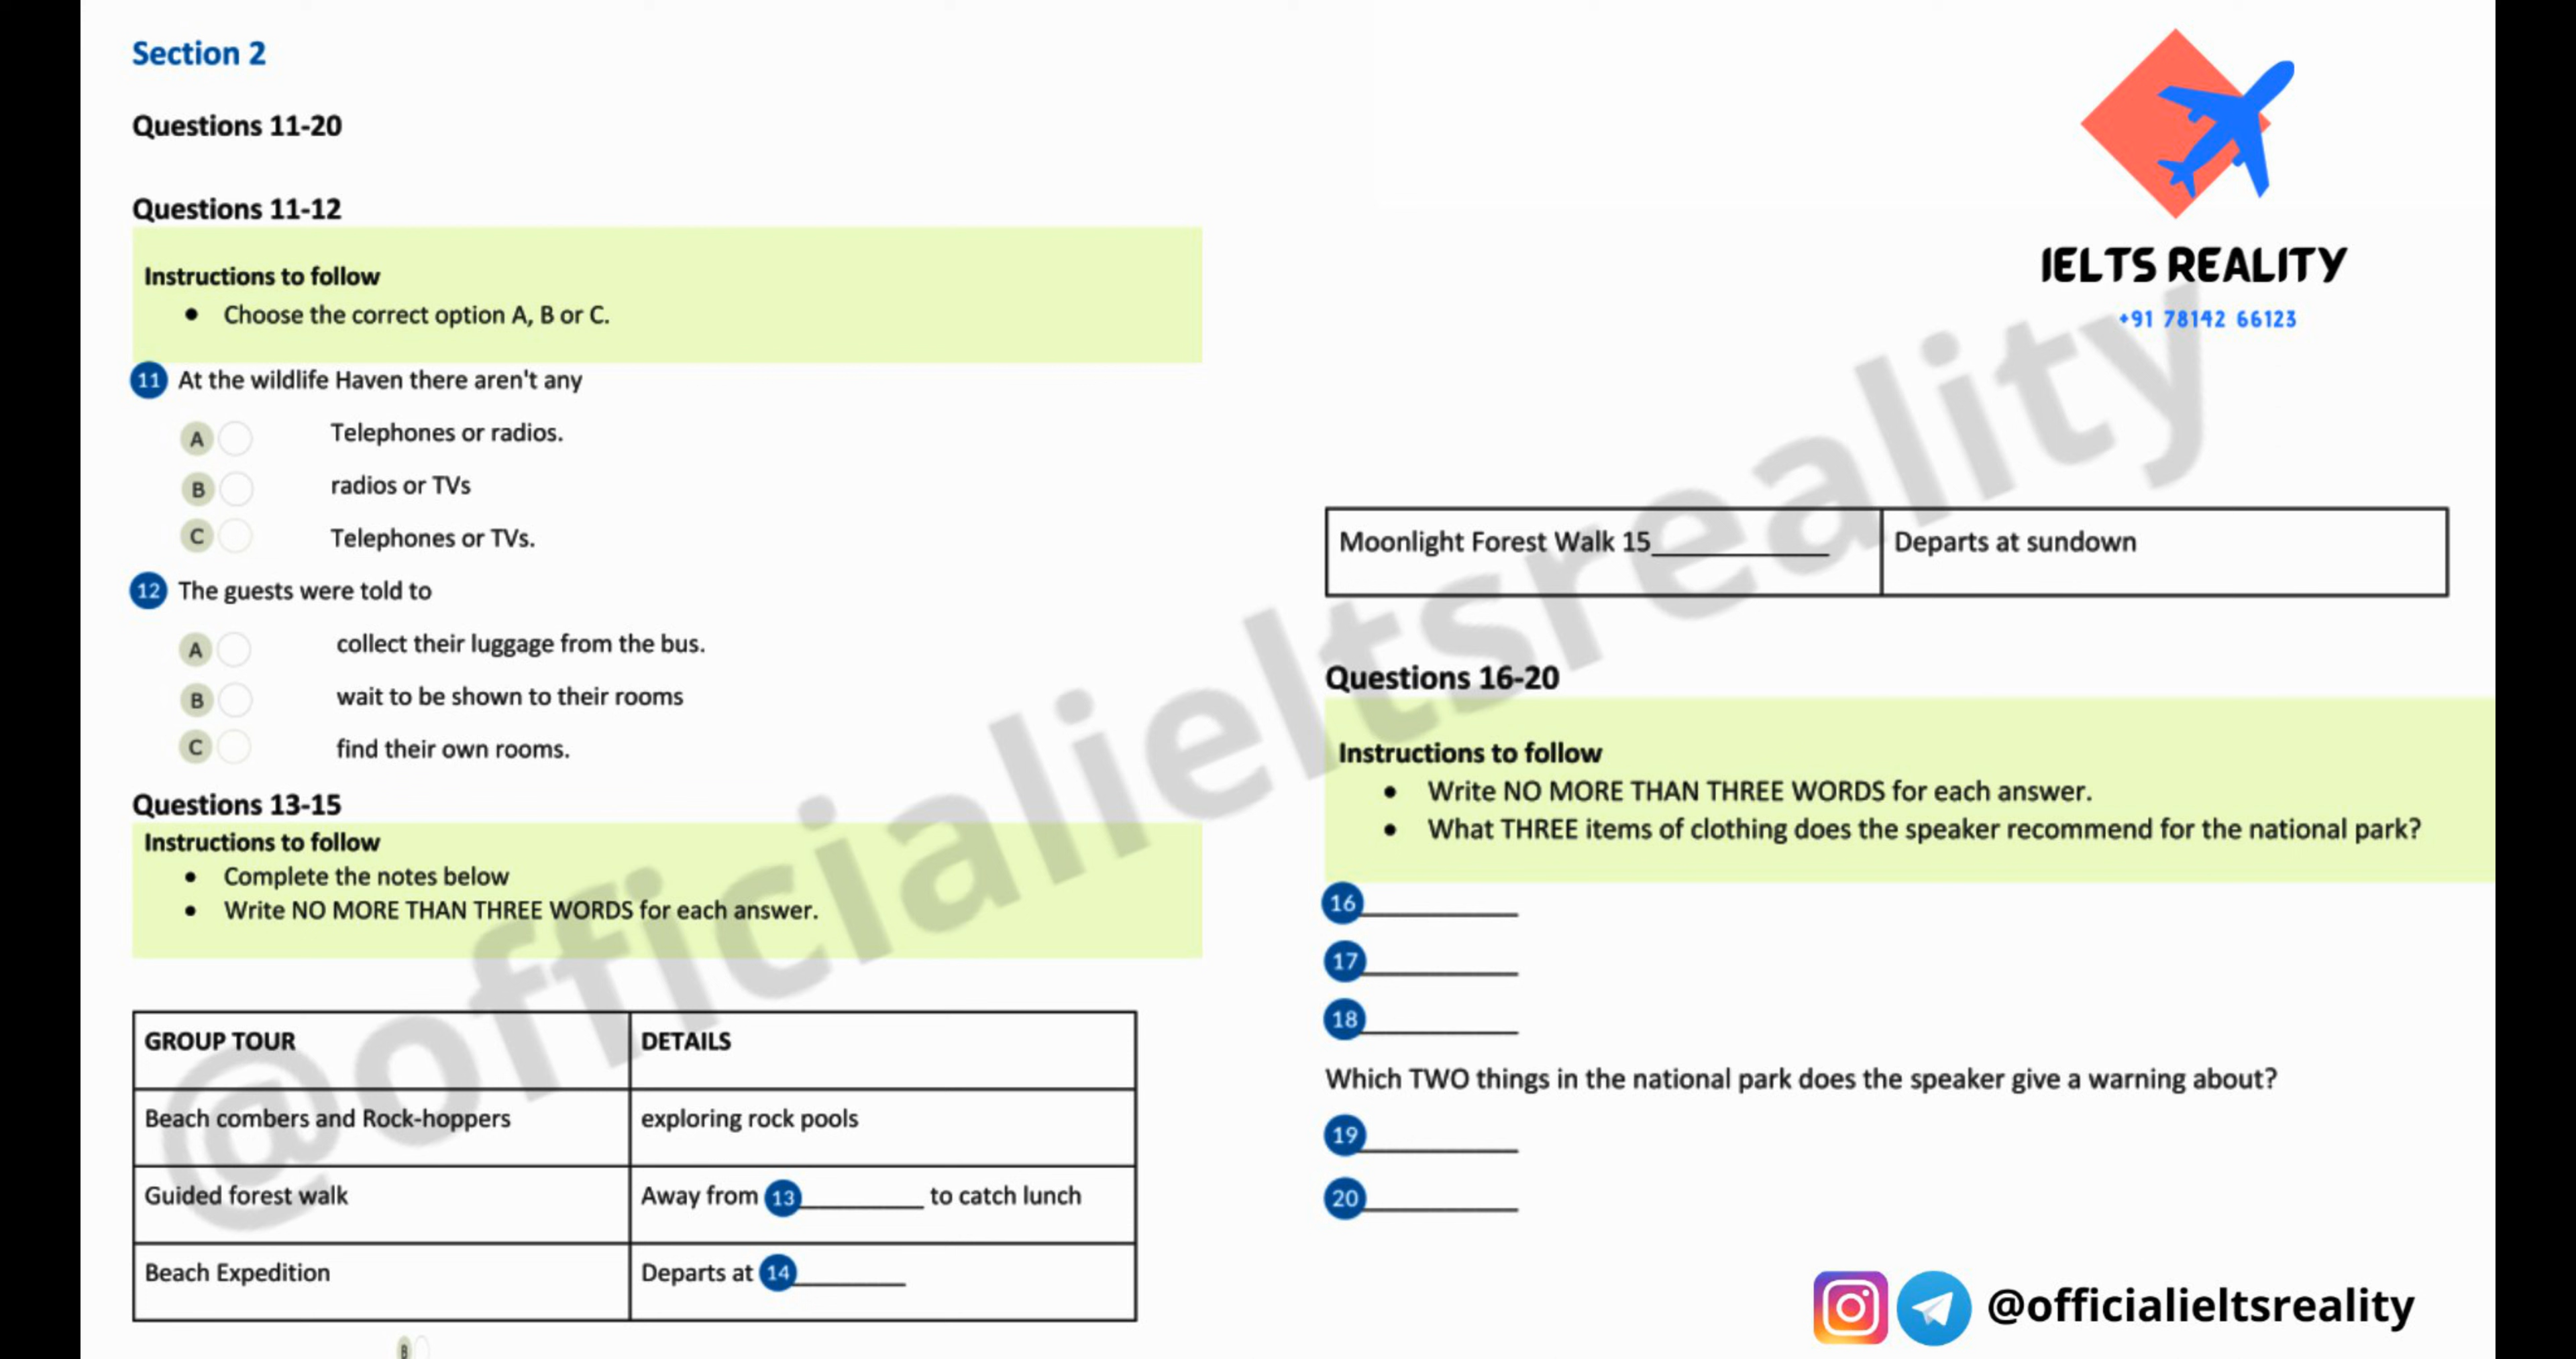 Section 2
Questions 11-20
Questions 11-12
Instructions to follow
• Choose the correct option A, B or C.
11 At the wildlife Haven there aren't any
A Telephones or radios.
B radios or TVs
C Telephones or TVs.
12 The guests were told to
A collect their luggage from the bus.
B wait to be shown to their rooms
C find their own rooms.
Questions 13-15
Instructions to follow
• Complete the notes below
• Write NO MORE THAN THREE WORDS for each answer.
GROUP TOUR DETAILS
Beach combers and Rock-hoppers exploring rock pools
Guided forest walk Away from 13__________ to catch lunch
Beach Expedition Departs at 14_________
B
IELTS REALITY
+91 78142 66123
Moonlight Forest Walk 15_____________ Departs at sundown
Questions 16-20
Instructions to follow
• Write NO MORE THAN THREE WORDS for each answer.
• What THREE items of clothing does the speaker recommend for the national park?
16____________
17____________
18____________
Which TWO things in the national park does the speaker give a warning about?
19____________
20____________
@officialieltsreality
@officialieltsreality